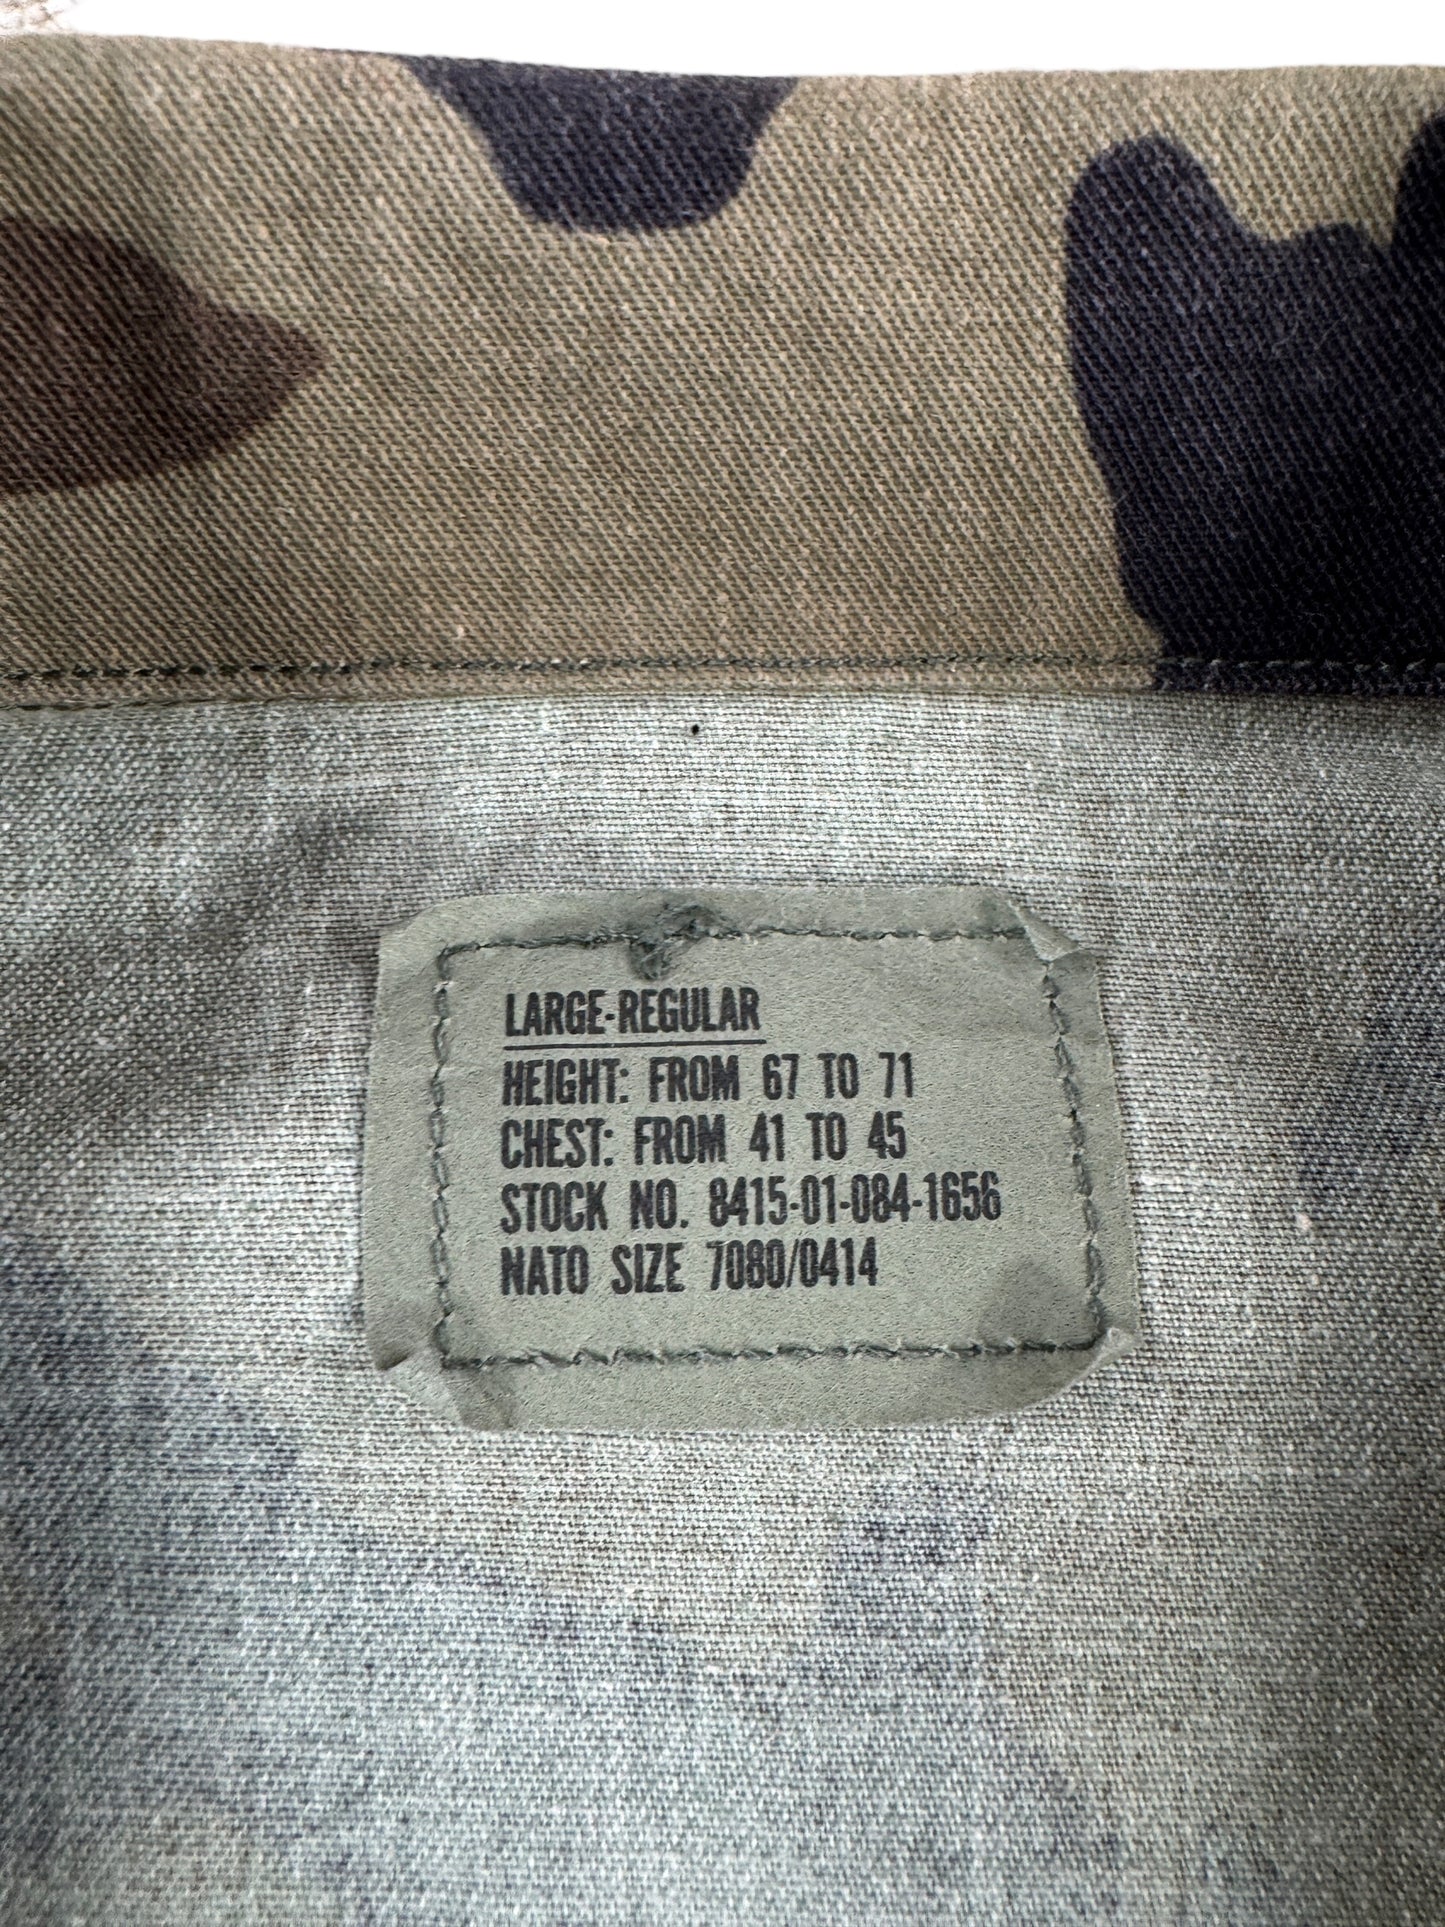 LARGE-REGULAR
HEIGHT: FROM 67 TO 71
CHEST: FROM 41 TO 45
STOCK NO. 8415-01-084-1656
NATO SIZE 7080/0414